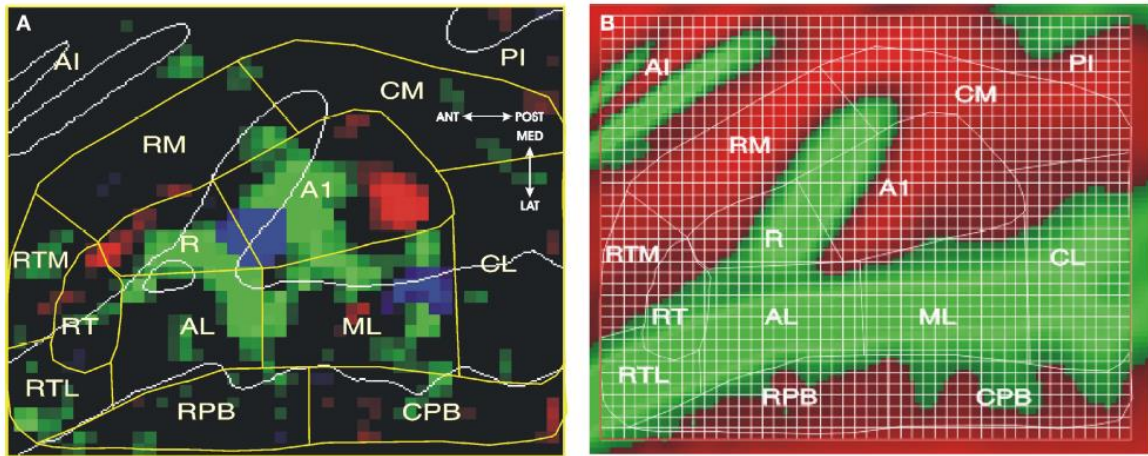 A
AI
PI
CM
ANT POST
MED
LAT
RM
A1
R
RTM
CL
RT
AL
ML
RTL
RPB
CPB
B
AI
PI
CM
RM
A1
R
RTM
CL
RT
AL
ML
RTL
RPB
CPB